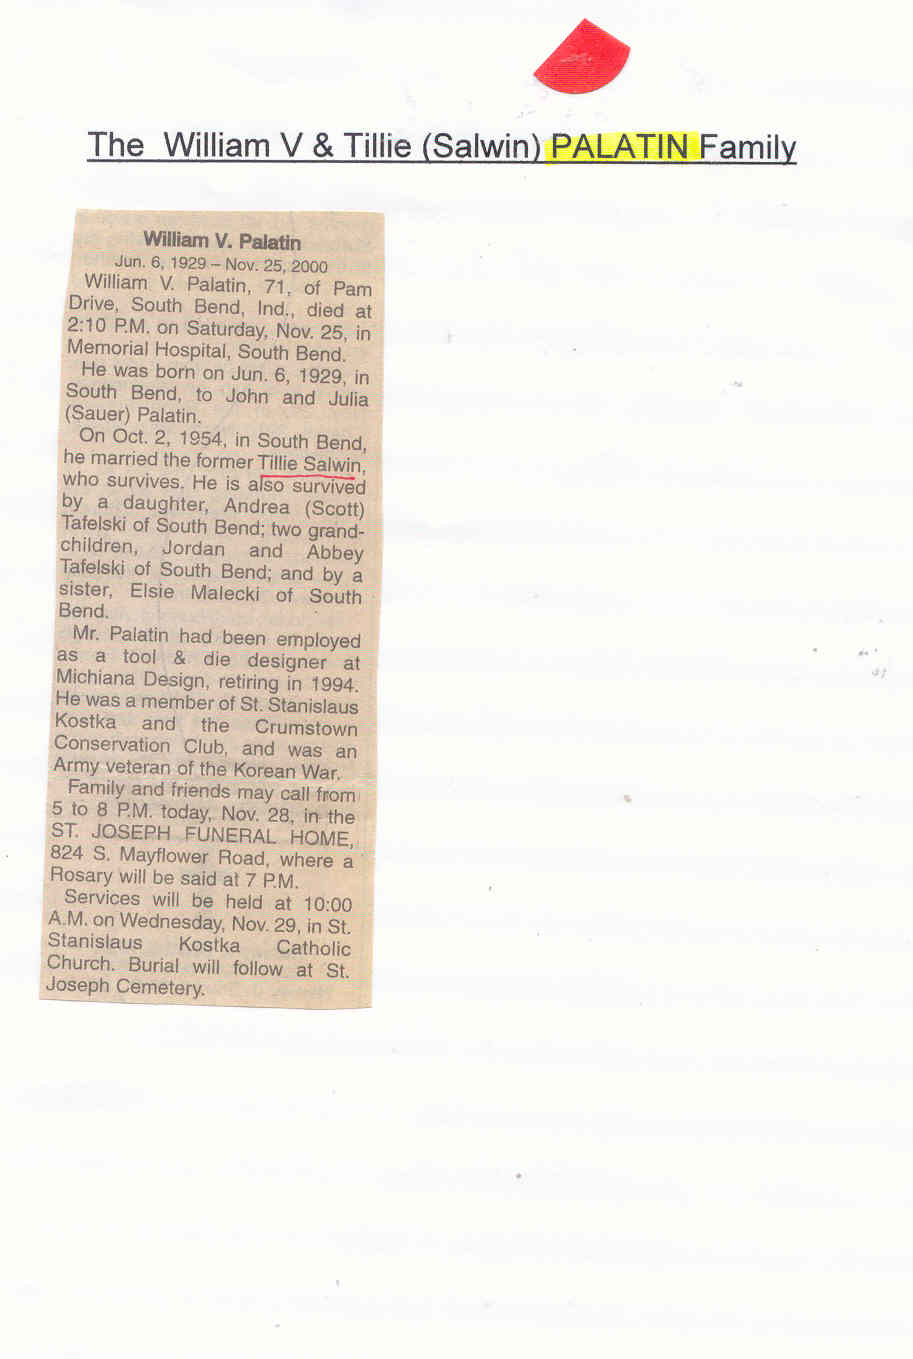 The William V & Tillie (Salwin) PALATIN Family
William V. Palatin
Jun. 6, 1929 – Nov. 25, 2000
William V. Palatin, 71, of Pam
Drive, South Bend, Ind., died at
2:10 P.M. on Saturday, Nov. 25, in
Memorial Hospital, South Bend.
He was born on Jun. 6, 1929, in
South Bend, to John and Julia
(Sauer) Palatin.
On Oct. 2, 1954, in South Bend,
he married the former Tillie Salwin,
who survives. He is also survived
by a daughter, Andrea (Scott)
Tafelski of South Bend; two grand-
children, Jordan and Abbey
Tafelski of South Bend; and by a
sister, Elsie Malecki of South
Bend.
Mr. Palatin had been employed
as a tool & die designer at
Michiana Design, retiring in 1994.
He was a member of St. Stanislaus
Kostka and the Crumstown
Conservation Club, and was an
Army veteran of the Korean War.
Family and friends may call from
5 to 8 P.M. today, Nov. 28, in the
ST. JOSEPH FUNERAL HOME,
824 S. Mayflower Road, where a
Rosary will be said at 7 P.M.
Services will be held at 10:00
A.M. on Wednesday, Nov. 29, in St.
Stanislaus Kostka Catholic
Church. Burial will follow at St.
Joseph Cemetery.